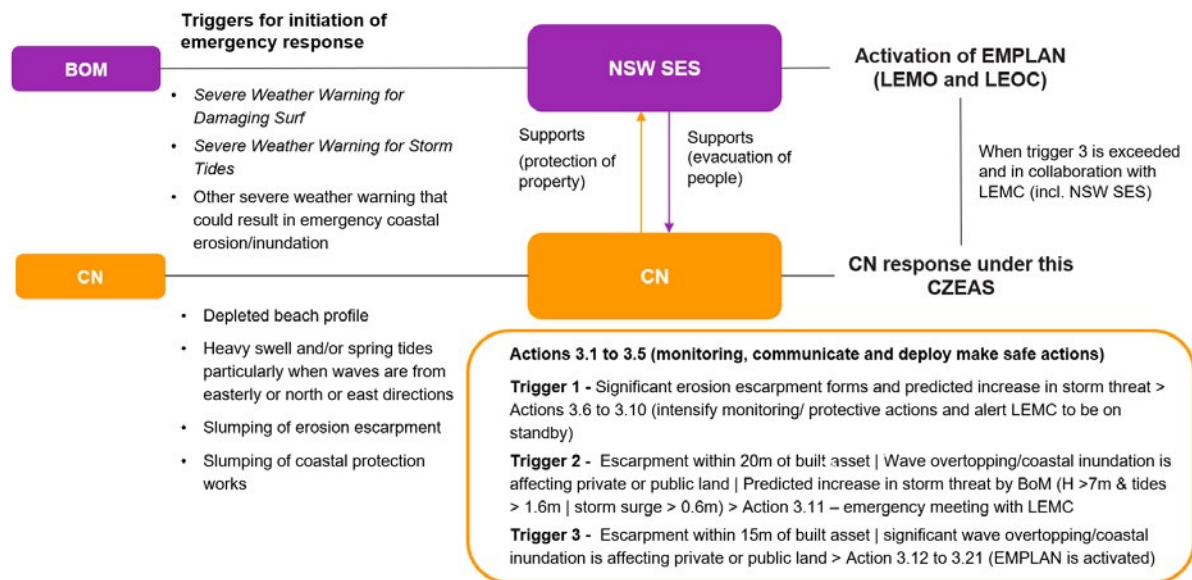 Triggers for initiation of
emergency response
BOM
NSW SES
Activation of EMPLAN
(LEMO and LEOC)
• Severe Weather Warning for
Damaging Surf
• Severe Weather Warning for Storm
Tides
• Other severe weather warning that
could result in emergency coastal
erosion/inundation
Supports
(protection of
property)
Supports
(evacuation of
people)
When trigger 3 is exceeded
and in collaboration with
LEMC (incl. NSW SES)
CN
CN
CN response under this
CZEAS
• Depleted beach profile
• Heavy swell and/or spring tides
particularly when waves are from
easterly or north or east directions
• Slumping of erosion escarpment
• Slumping of coastal protection
works
Actions 3.1 to 3.5 (monitoring, communicate and deploy make safe actions)
Trigger 1 - Significant erosion escarpment forms and predicted increase in storm threat >
Actions 3.6 to 3.10 (intensify monitoring/ protective actions and alert LEMC to be on
standby)
Trigger 2 - Escarpment within 20m of built asset | Wave overtopping/coastal inundation is
affecting private or public land | Predicted increase in storm threat by BoM (H >7m & tides
> 1.6m | storm surge > 0.6m) > Action 3.11 – emergency meeting with LEMC
Trigger 3 - Escarpment within 15m of built asset | significant wave overtopping/coastal
inundation is affecting private or public land > Action 3.12 to 3.21 (EMPLAN is activated)